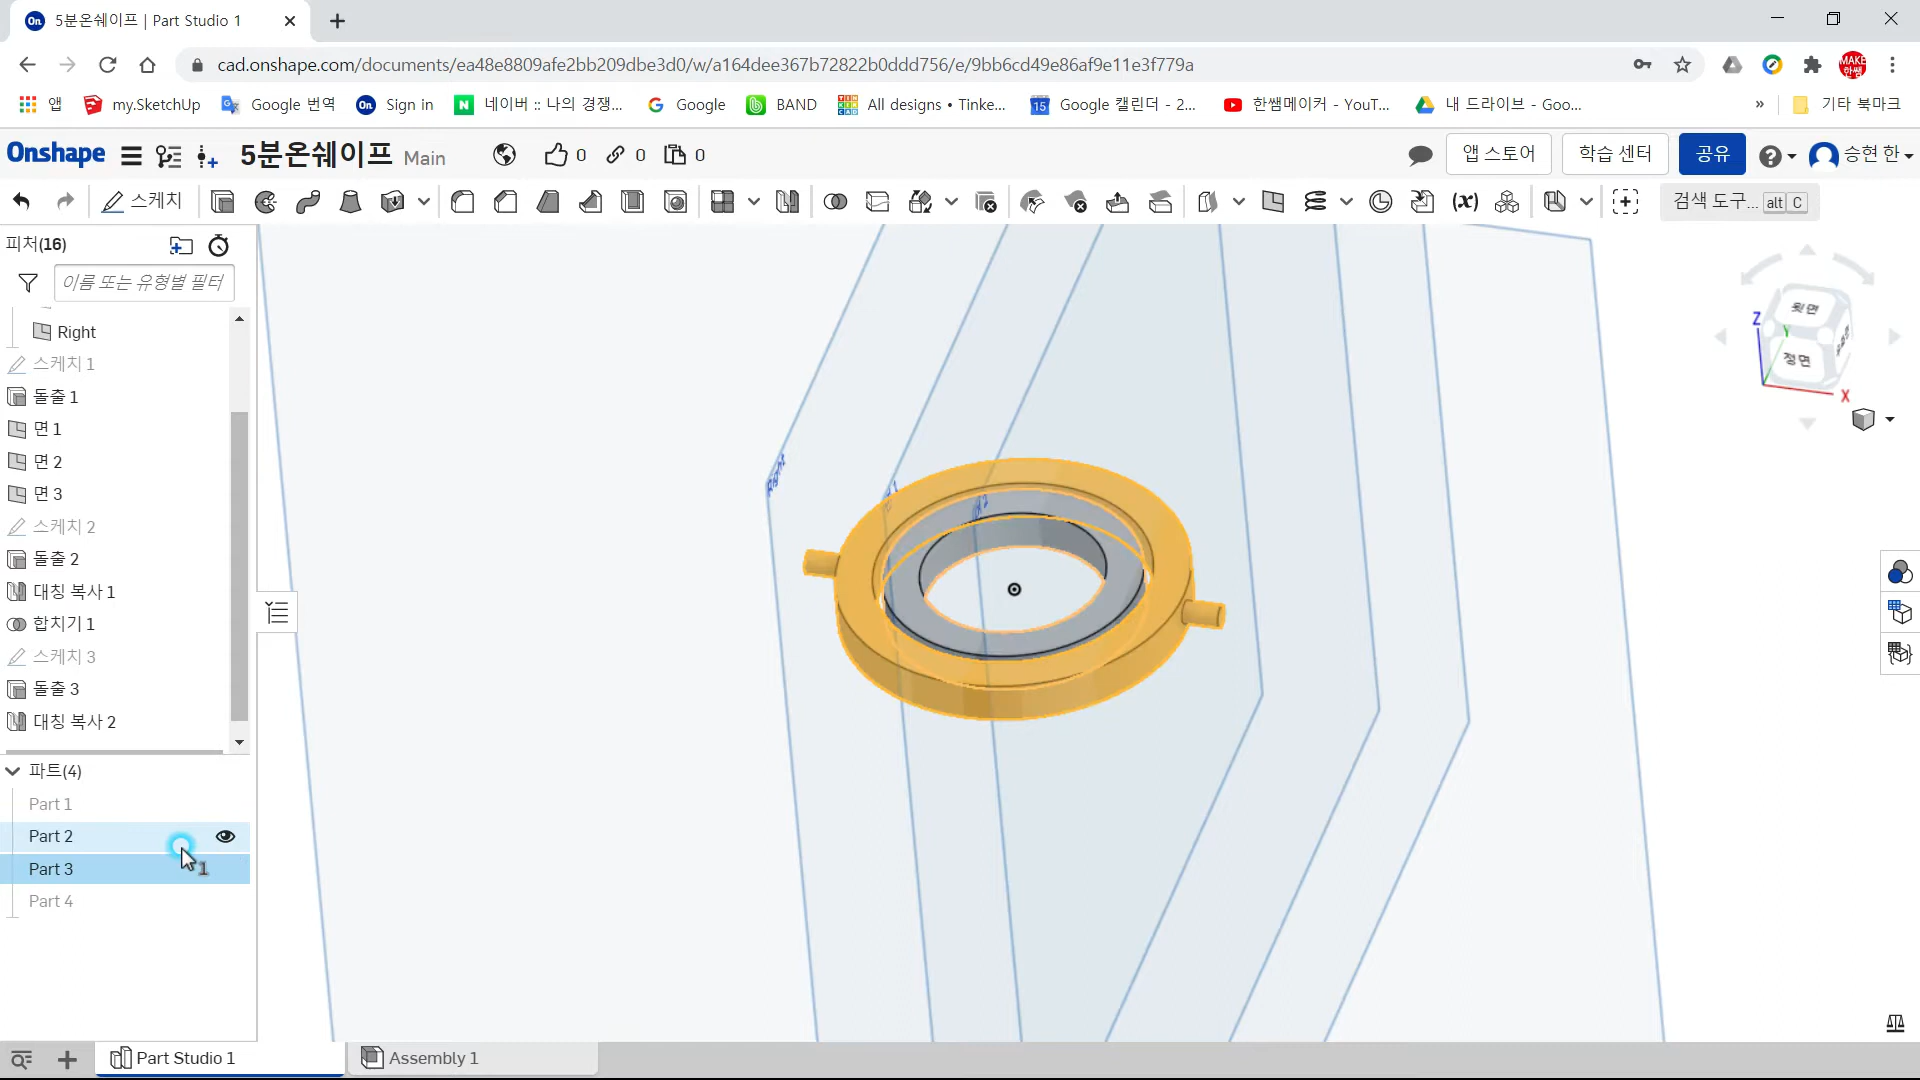 5분온쉐이프 | Part Studio 1
cad.onshape.com/documents/ea48e8809afe2bb209dbe3d0/w/a164dee367b72822b0ddd756/e/9bb6cd49e86af9e11e3f779a
MAKE
한쌤
앱 my.SketchUp Google 번역 Sign in 네이버 :: 나의 경쟁... Google BAND All designs • Tinke... Google 캘린더 - 2... 한쌤메이커 - YouT... 내 드라이브 - Goo... » 기타 북마크
Onshape 5분온쉐이프 Main 0 0 0 앱 스토어 학습 센터 공유 승현 한
스케치 검색 도구... alt C
피처(16)
이름 또는 유형별 필터
Right
스케치 1
돌출 1
면 1
면 2
면 3
스케치 2
돌출 2
대칭 복사 1
합치기 1
스케치 3
돌출 3
대칭 복사 2
파트(4)
Part 1
Part 2
Part 3
1
Part 4
Z
Y
X
윗면
정면
Part Studio 1
Assembly 1